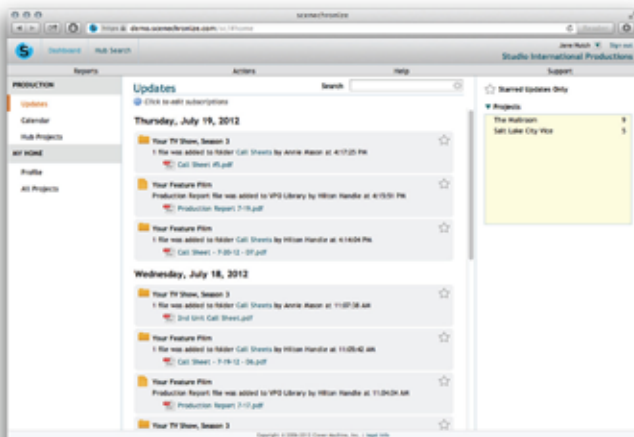 scenechronize
https demo.scenechronize.com/sc/#home
Reader
S Dashboard Hub Search
Sign out
Studio International Productions
Reports Actions Help Support
PRODUCTION
Updates
Calendar
Hub Projects
MY HOME
Profile
All Projects
Updates
Search
Click to edit subscriptions
Thursday, July 19, 2012
Your TV Show, Season 3
1 file was added to folder Call Sheets by Annie Mason at 4:17:25 PM
Call Sheet #5.pdf
Your Feature Film
Production Report file was added to VPO Library by Hilton Handle at 4:15:51 PM
Production Report 7-19.pdf
Your Feature Film
1 file was added to folder Call Sheets by Hilton Handle at 4:14:04 PM
Call Sheet - 7-20-12 - 07.pdf
Wednesday, July 18, 2012
Your TV Show, Season 3
1 file was added to folder Call Sheets by Annie Mason at 11:07:38 AM
2nd Unit Call Sheet.pdf
Your Feature Film
1 file was added to folder Call Sheets by Hilton Handle at 11:05:42 AM
Call Sheet - 7-19-12 - 06.pdf
Your Feature Film
Production Report file was added to VPO Library by Hilton Handle at 11:04:04 AM
Production Report 7-17.pdf
Your TV Show, Season 3
Starred Updates Only
Projects
The Mailroom 9
Salt Lake City Vice 5
Legal Info